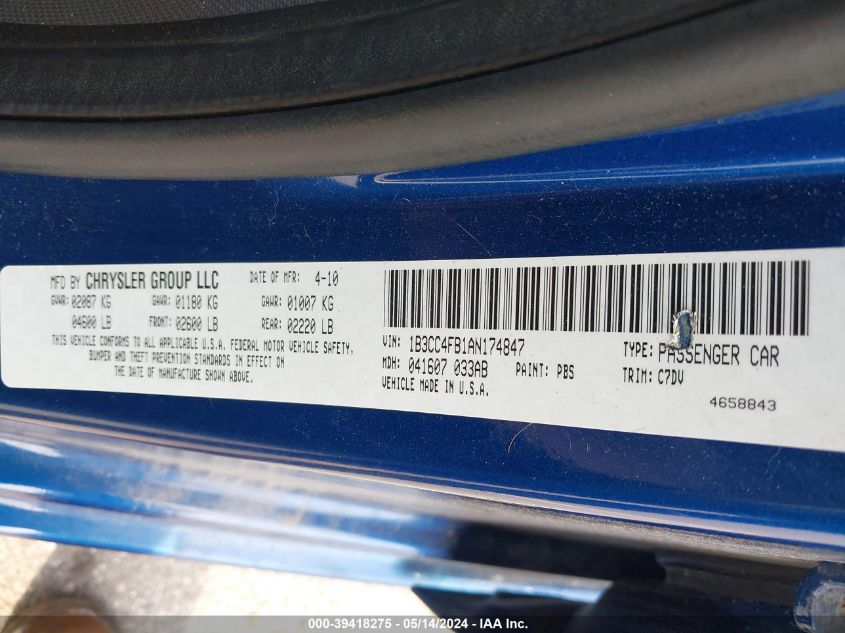 MFD BY CHRYSLER GROUP LLC DATE OF MFR: 4-10
GVWR: 02087 KG GAWR: 01180 KG GAWR: 01007 KG
04600 LB FRONT: 02600 LB REAR: 02220 LB
THIS VEHICLE CONFORMS TO ALL APPLICABLE U.S.A. FEDERAL MOTOR VEHICLE SAFETY,
BUMPER AND THEFT PREVENTION STANDARDS IN EFFECT ON
THE DATE OF MANUFACTURE SHOWN ABOVE.
VIN: 1B3CC4FB1AN174847 TYPE: PASSENGER CAR
MDH: 041607 033AB PAINT: PB5 TRIM: C7DV
VEHICLE MADE IN U.S.A.
4658843
000-39418275 - 05/14/2024 - IAA Inc.